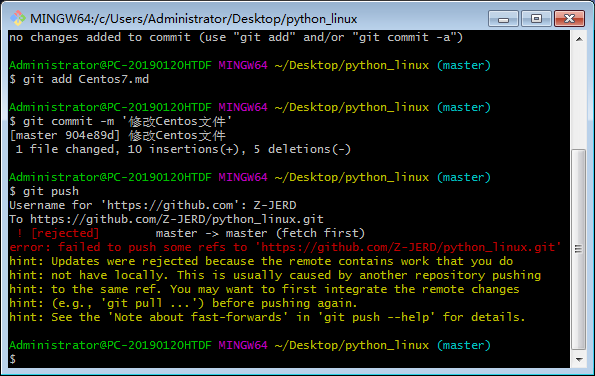 MINGW64:/c/Users/Administrator/Desktop/python_linux
no changes added to commit (use "git add" and/or "git commit -a")
Administrator@PC-20190120HTDF MINGW64 ~/Desktop/python_linux (master)
$ git add Centos7.md
Administrator@PC-20190120HTDF MINGW64 ~/Desktop/python_linux (master)
$ git commit -m '修改Centos文件'
[master 904e89d] 修改Centos文件
 1 file changed, 10 insertions(+), 5 deletions(-)
Administrator@PC-20190120HTDF MINGW64 ~/Desktop/python_linux (master)
$ git push
Username for 'https://github.com': Z-JERD
To https://github.com/Z-JERD/python_linux.git
 ! [rejected]        master -> master (fetch first)
error: failed to push some refs to 'https://github.com/Z-JERD/python_linux.git'
hint: Updates were rejected because the remote contains work that you do
hint: not have locally. This is usually caused by another repository pushing
hint: to the same ref. You may want to first integrate the remote changes
hint: (e.g., 'git pull ...') before pushing again.
hint: See the 'Note about fast-forwards' in 'git push --help' for details.
Administrator@PC-20190120HTDF MINGW64 ~/Desktop/python_linux (master)
$